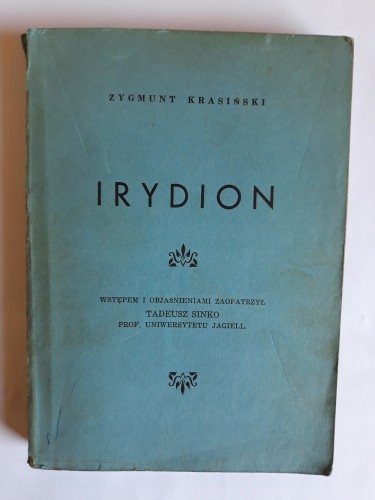 ZYGMUNT KRASIŃSKI
IRYDION
WSTĘPEM I OBJAŚNIENIAMI ZAOPATRZYŁ
TADEUSZ SINKO
PROF. UNIWERSYTETU JAGIELL.